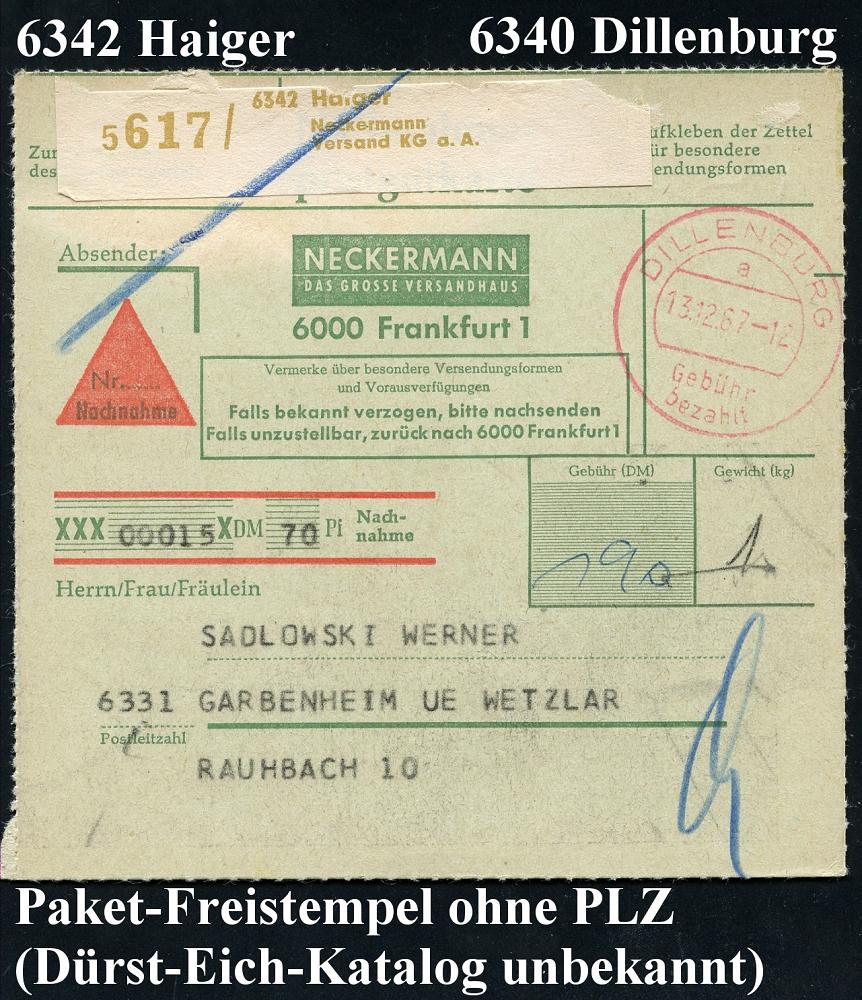 6342 Haiger 6340 Dillenburg
5617/
6342 Haiger
Neckermann
Versand KG a. A.
Zur
des
ufkleben der Zettel
ür besondere
endungsformen
Absender:
NECKERMANN
DAS GROSSE VERSANDHAUS
6000 Frankfurt 1
DILLENBURG
a
13.12.67-12
Gebühr
bezahlt
Nr......
Nachnahme
Vermerke über besondere Versendungsformen
und Vorausverfügungen
Falls bekannt verzogen, bitte nachsenden
Falls unzustellbar, zurück nach 6000 Frankfurt 1
Gebühr (DM) Gewicht (kg)
XXX 00015X DM 70 Pf Nach-
nahme
190 1
Herrn/Frau/Fräulein
SADLOWSKI WERNER
6331 GARBENHEIM UE WETZLAR
Postleitzahl
RAUHBACH 10
Paket-Freistempel ohne PLZ
(Dürst-Eich-Katalog unbekannt)